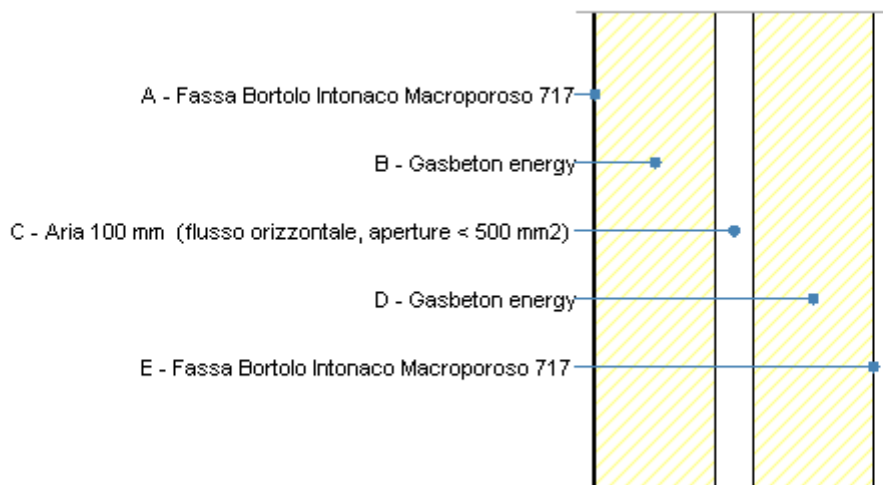 A - Fassa Bortolo Intonaco Macroporoso 717
B - Gasbeton energy
C - Aria 100 mm  (flusso orizzontale, aperture < 500 mm2)
D - Gasbeton energy
E - Fassa Bortolo Intonaco Macroporoso 717